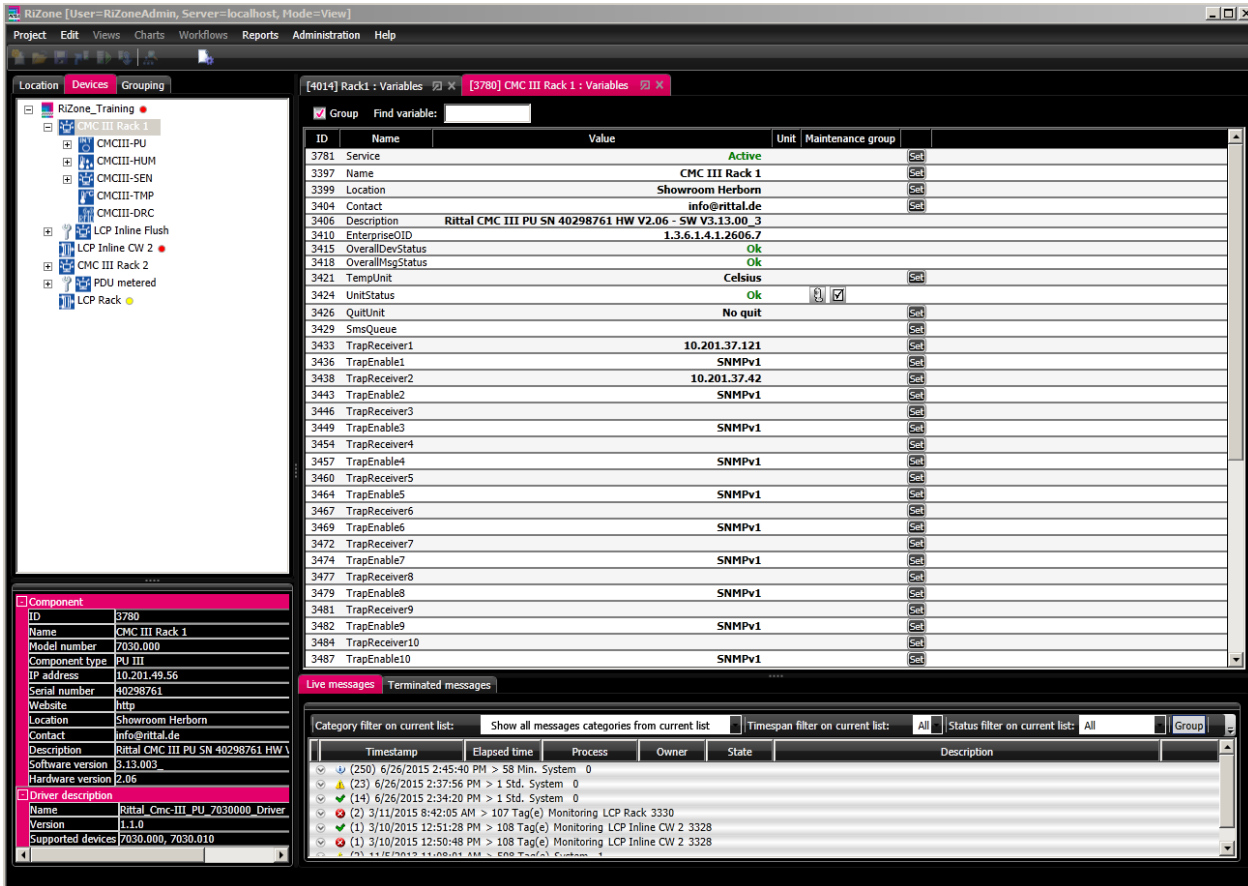 RiZone [User=RiZoneAdmin, Server=localhost, Mode=View]
Project Edit Views Charts Workflows Reports Administration Help
Location Devices Grouping
RiZone_Training
CMC III Rack 1
CMCIII-PU
CMCIII-HUM
CMCIII-SEN
CMCIII-TMP
CMCIII-DRC
LCP Inline Flush
LCP Inline CW 2
CMC III Rack 2
PDU metered
LCP Rack
Component
ID 3780
Name CMC III Rack 1
Model number 7030.000
Component type PU III
IP address 10.201.49.56
Serial number 40298761
Website http
Location Showroom Herborn
Contact info@rittal.de
Description Rittal CMC III PU SN 40298761 HW V
Software version 3.13.003_
Hardware version 2.06
Driver description
Name Rittal_Cmc-III_PU_7030000_Driver
Version 1.1.0
Supported devices 7030.000, 7030.010
[4014] Rack1 : Variables [3780] CMC III Rack 1 : Variables
Group Find variable:
ID Name Value Unit Maintenance group
3781 Service Active Set
3397 Name CMC III Rack 1 Set
3399 Location Showroom Herborn Set
3404 Contact info@rittal.de Set
3406 Description Rittal CMC III PU SN 40298761 HW V2.06 - SW V3.13.00_3
3410 EnterpriseOID 1.3.6.1.4.1.2606.7
3415 OverallDevStatus Ok
3418 OverallMsgStatus Ok
3421 TempUnit Celsius Set
3424 UnitStatus Ok
3426 QuitUnit No quit Set
3429 SmsQueue Set
3433 TrapReceiver1 10.201.37.121 Set
3436 TrapEnable1 SNMPv1 Set
3438 TrapReceiver2 10.201.37.42 Set
3443 TrapEnable2 SNMPv1 Set
3446 TrapReceiver3 Set
3449 TrapEnable3 SNMPv1 Set
3454 TrapReceiver4 Set
3457 TrapEnable4 SNMPv1 Set
3460 TrapReceiver5 Set
3464 TrapEnable5 SNMPv1 Set
3467 TrapReceiver6 Set
3469 TrapEnable6 SNMPv1 Set
3472 TrapReceiver7 Set
3474 TrapEnable7 SNMPv1 Set
3477 TrapReceiver8 Set
3479 TrapEnable8 SNMPv1 Set
3481 TrapReceiver9 Set
3482 TrapEnable9 SNMPv1 Set
3484 TrapReceiver10 Set
3487 TrapEnable10 SNMPv1 Set
Live messages Terminated messages
Category filter on current list: Show all messages categories from current list Timespan filter on current list: All Status filter on current list: All Group
Timestamp Elapsed time Process Owner State Description
(250) 6/26/2015 2:45:40 PM > 58 Min. System 0
(23) 6/26/2015 2:37:56 PM > 1 Std. System 0
(14) 6/26/2015 2:34:20 PM > 1 Std. System 0
(2) 3/11/2015 8:42:05 AM > 107 Tag(e) Monitoring LCP Rack 3330
(1) 3/10/2015 12:51:28 PM > 108 Tag(e) Monitoring LCP Inline CW 2 3328
(1) 3/10/2015 12:50:48 PM > 108 Tag(e) Monitoring LCP Inline CW 2 3328